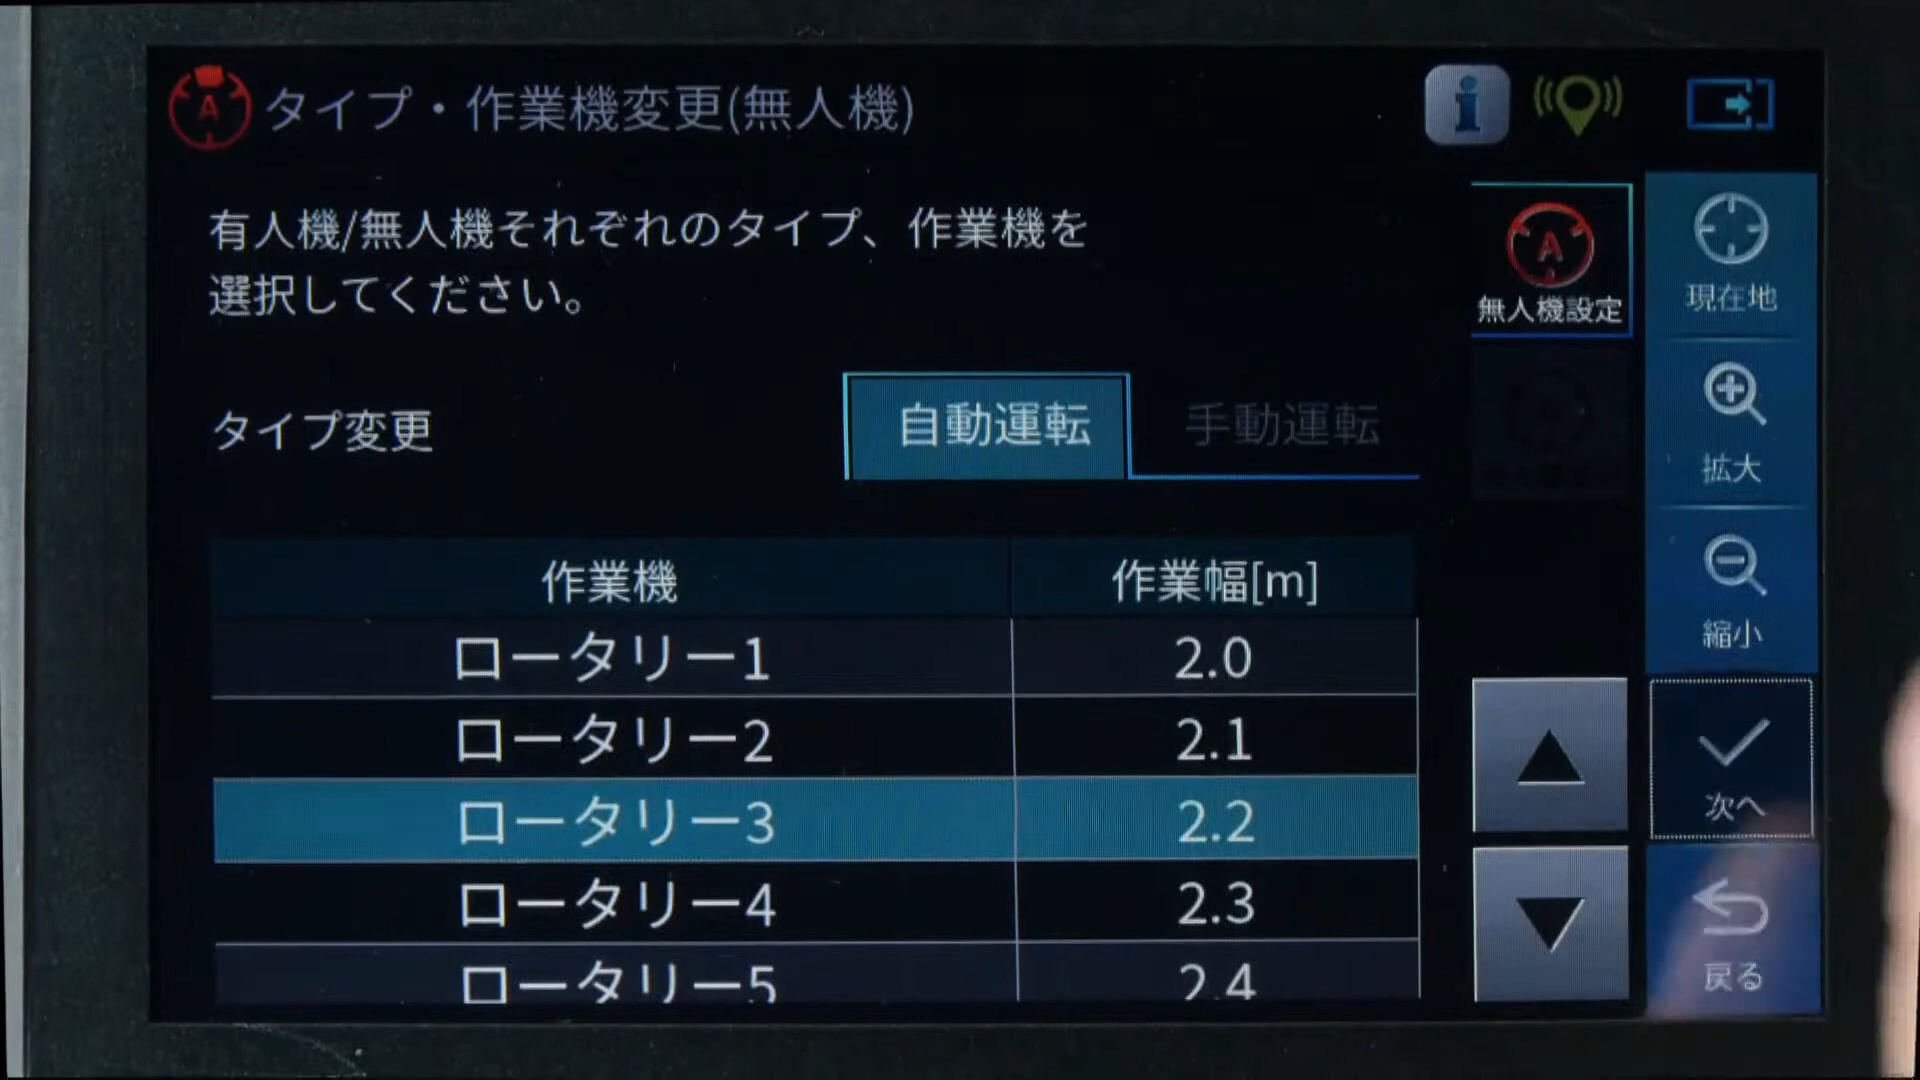 タイプ・作業機変更(無人機)
有人機/無人機それぞれのタイプ、作業機を
選択してください。
タイプ変更
自動運転
手動運転
作業機
作業幅[m]
ロータリー1
2.0
ロータリー2
2.1
ロータリー3
2.2
ロータリー4
2.3
ロータリー5
2.4
A
無人機設定
現在地
拡大
縮小
次へ
戻る